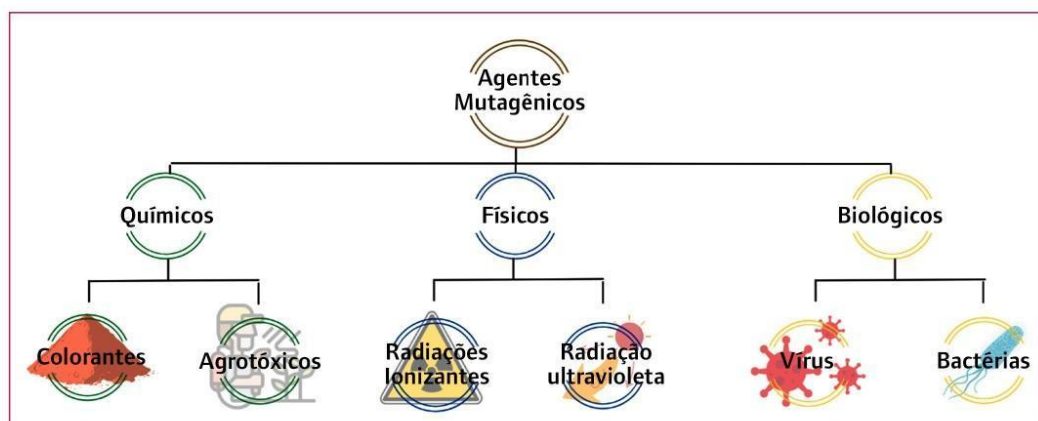 Agentes
Mutagênicos
Químicos
Físicos
Biológicos
Colorantes
Agrotóxicos
Radiações
Ionizantes
Radiação
ultravioleta
Vírus
Bactérias